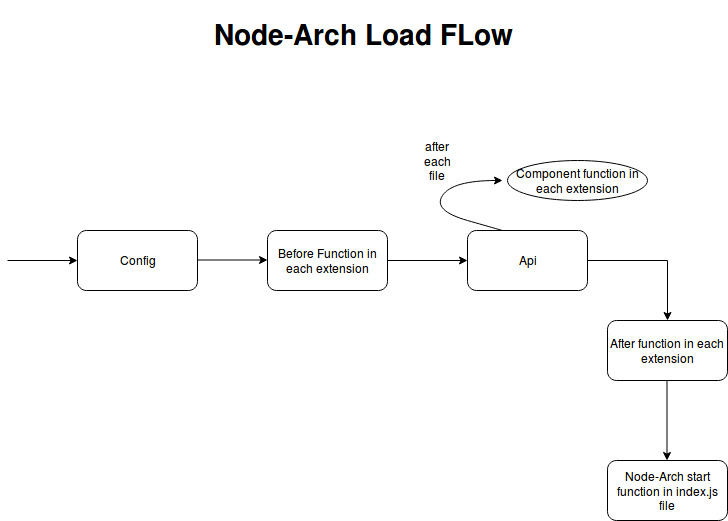 Node-Arch Load FLow
after
each
file
Component function in
each extension
Config
Before Function in
each extension
Api
After function in each
extension
Node-Arch start
function in index.js
file